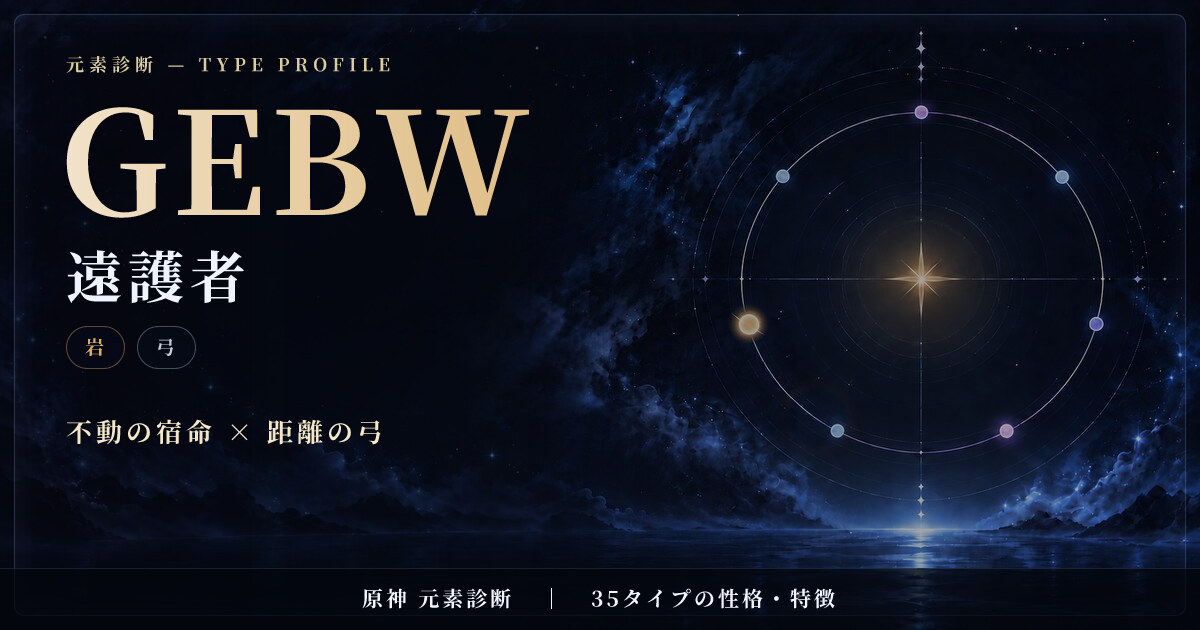 元素診断 — TYPE PROFILE
GEBW
遠護者
岩 弓
不動の宿命 × 距離の弓
原神 元素診断 | 35タイプの性格・特徴